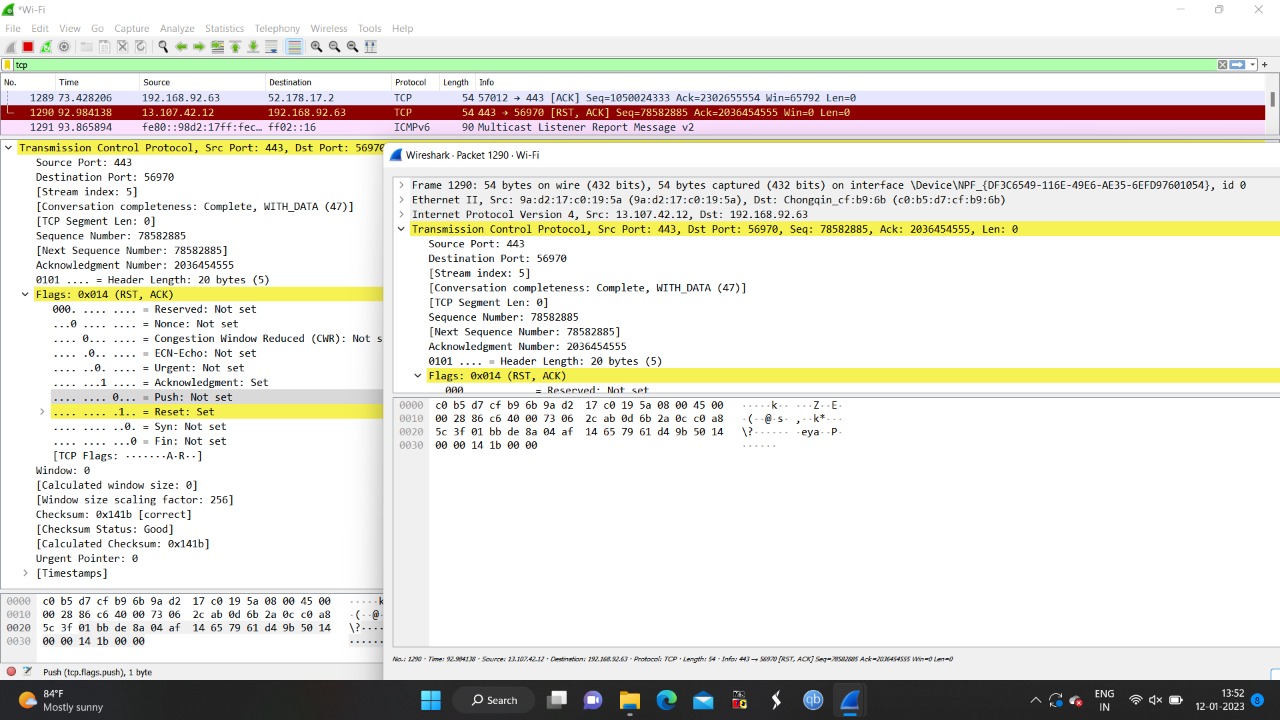 *Wi-Fi
File Edit View Go Capture Analyze Statistics Telephony Wireless Tools Help
tcp
No. Time Source Destination Protocol Length Info
1289 73.428206 192.168.92.63 52.178.17.2 TCP 54 57012 → 443 [ACK] Seq=1050024333 Ack=2302655554 Win=65792 Len=0
1290 92.984138 13.107.42.12 192.168.92.63 TCP 54 443 → 56970 [RST, ACK] Seq=78582885 Ack=2036454555 Win=0 Len=0
1291 93.865894 fe80::98d2:17ff:fec… ff02::16 ICMPv6 90 Multicast Listener Report Message v2
Transmission Control Protocol, Src Port: 443, Dst Port: 56970
Source Port: 443
Destination Port: 56970
[Stream index: 5]
[Conversation completeness: Complete, WITH_DATA (47)]
[TCP Segment Len: 0]
Sequence Number: 78582885
[Next Sequence Number: 78582885]
Acknowledgment Number: 2036454555
0101 .... = Header Length: 20 bytes (5)
Flags: 0x014 (RST, ACK)
000. .... .... = Reserved: Not set
...0 .... .... = Nonce: Not set
.... 0... .... = Congestion Window Reduced (CWR): Not s
.... .0.. .... = ECN-Echo: Not set
.... ..0. .... = Urgent: Not set
.... ...1 .... = Acknowledgment: Set
.... .... 0... = Push: Not set
.... .... .1.. = Reset: Set
.... .... ..0. = Syn: Not set
.... .... ...0 = Fin: Not set
[TCP Flags: ·······A·R··]
Window: 0
[Calculated window size: 0]
[Window size scaling factor: 256]
Checksum: 0x141b [correct]
[Checksum Status: Good]
[Calculated Checksum: 0x141b]
Urgent Pointer: 0
[Timestamps]
0000 c0 b5 d7 cf b9 6b 9a d2 17 c0 19 5a 08 00 45 00 ·····k
0010 00 28 86 c6 40 00 73 06 2c ab 0d 6b 2a 0c c0 a8 ·(··@·
0020 5c 3f 01 bb de 8a 04 af 14 65 79 61 d4 9b 50 14 \?····
0030 00 00 14 1b 00 00 ······
Push (tcp.flags.push), 1 byte
Wireshark · Packet 1290 · Wi-Fi
Frame 1290: 54 bytes on wire (432 bits), 54 bytes captured (432 bits) on interface \Device\NPF_{DF3C6549-116E-49E6-AE35-6EFD97601054}, id 0
Ethernet II, Src: 9a:d2:17:c0:19:5a (9a:d2:17:c0:19:5a), Dst: Chongqin_cf:b9:6b (c0:b5:d7:cf:b9:6b)
Internet Protocol Version 4, Src: 13.107.42.12, Dst: 192.168.92.63
Transmission Control Protocol, Src Port: 443, Dst Port: 56970, Seq: 78582885, Ack: 2036454555, Len: 0
Source Port: 443
Destination Port: 56970
[Stream index: 5]
[Conversation completeness: Complete, WITH_DATA (47)]
[TCP Segment Len: 0]
Sequence Number: 78582885
[Next Sequence Number: 78582885]
Acknowledgment Number: 2036454555
0101 .... = Header Length: 20 bytes (5)
Flags: 0x014 (RST, ACK)
000. .... .... = Reserved: Not set
0000 c0 b5 d7 cf b9 6b 9a d2 17 c0 19 5a 08 00 45 00 ·····k·· ···Z··E·
0010 00 28 86 c6 40 00 73 06 2c ab 0d 6b 2a 0c c0 a8 ·(··@·s· ,··k*···
0020 5c 3f 01 bb de 8a 04 af 14 65 79 61 d4 9b 50 14 \?······ ·eya··P·
0030 00 00 14 1b 00 00 ······
No.: 1290 · Time: 92.984138 · Source: 13.107.42.12 · Destination: 192.168.92.63 · Protocol: TCP · Length: 54 · Info: 443 → 56970 [RST, ACK] Seq=78582885 Ack=2036454555 Win=0 Len=0
84°F
Mostly sunny
Search
qb
ENG
IN
13:52
12-01-2023
8